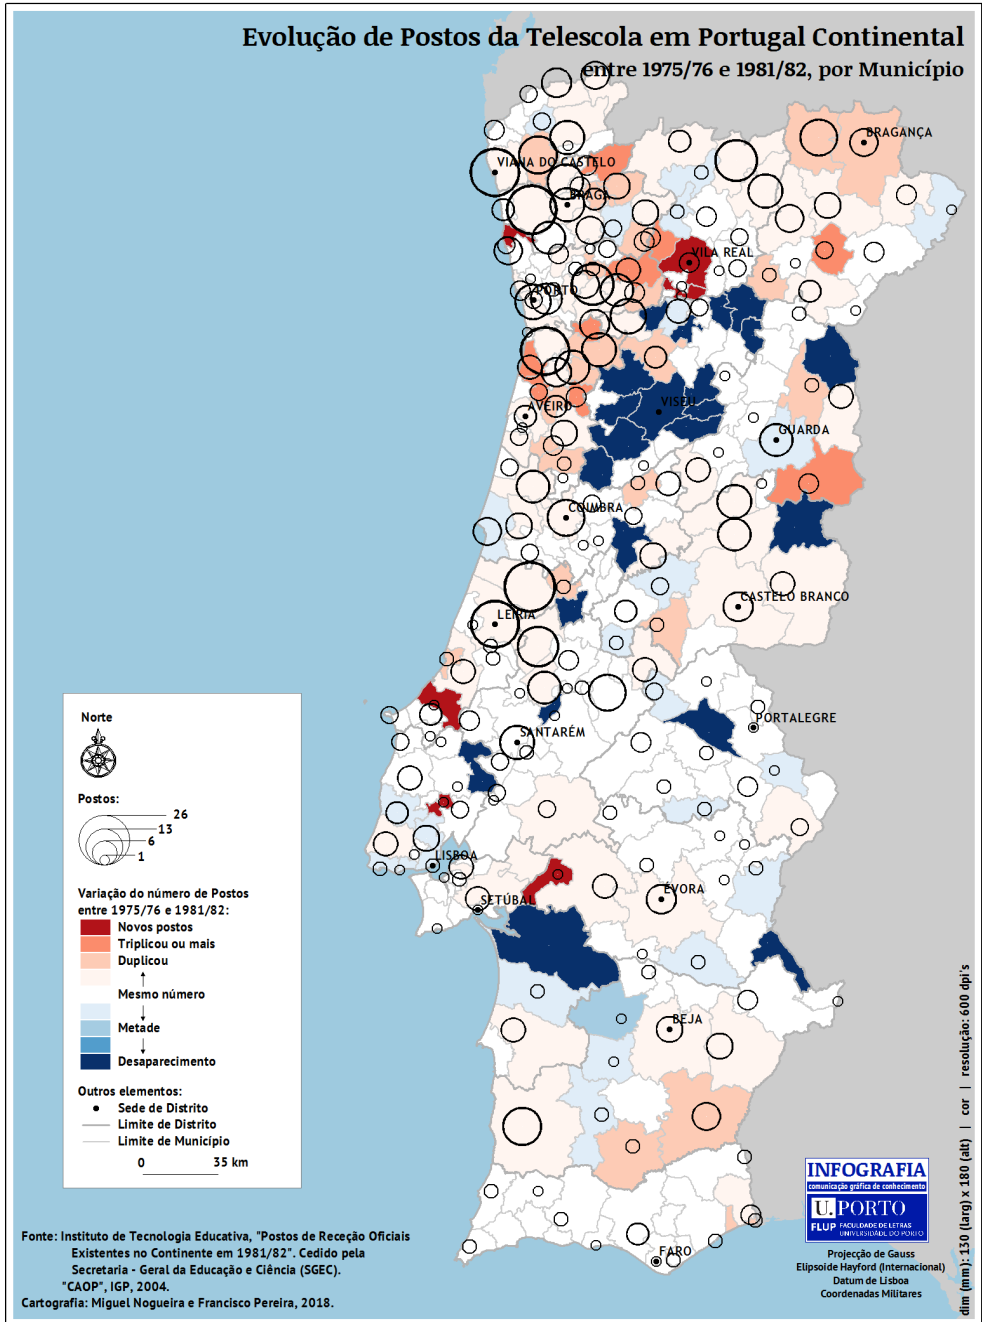 Evolução de Postos da Telescola em Portugal Continental
entre 1975/76 e 1981/82, por Município
BRAGANÇA
VIANA DO CASTELO
BRAGA
VILA REAL
PORTO
AVEIRO
VISEU
GUARDA
COIMBRA
CASTELO BRANCO
LEIRIA
PORTALEGRE
SANTARÉM
LISBOA
ÉVORA
SETÚBAL
BEJA
FARO
Norte
Postos:
26
13
6
1
Variação do número de Postos
entre 1975/76 e 1981/82:
Novos postos
Triplicou ou mais
Duplicou
Mesmo número
Metade
Desaparecimento
Outros elementos:
Sede de Distrito
Limite de Distrito
Limite de Município
0 35 km
Fonte: Instituto de Tecnologia Educativa, "Postos de Receção Oficiais
Existentes no Continente em 1981/82". Cedido pela
Secretaria - Geral da Educação e Ciência (SGEC).
"CAOP", IGP, 2004.
Cartografia: Miguel Nogueira e Francisco Pereira, 2018.
INFOGRAFIA
comunicação gráfica de conhecimento
U. PORTO
FLUP FACULDADE DE LETRAS
UNIVERSIDADE DO PORTO
Projecção de Gauss
Elipsoide Hayford (Internacional)
Datum de Lisboa
Coordenadas Militares
dim (mm): 130 (larg) x 180 (alt) | cor | resolução: 600 dpi's